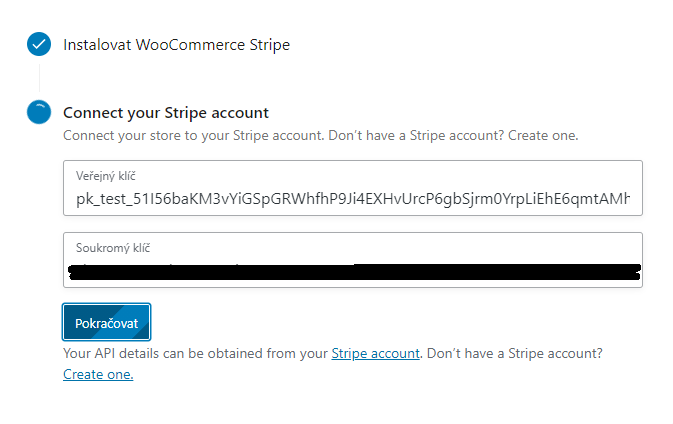 Instalovat WooCommerce Stripe
Connect your Stripe account
Connect your store to your Stripe account. Don’t have a Stripe account? Create one.
Veřejný klíč
pk_test_51I56baKM3vYiGSpGRWhfhP9Ji4EXHvUrcP6gbSjrm0YrpLiEhE6qmtAMh
Soukromý klíč
Pokračovat
Your API details can be obtained from your Stripe account. Don’t have a Stripe account?
Create one.